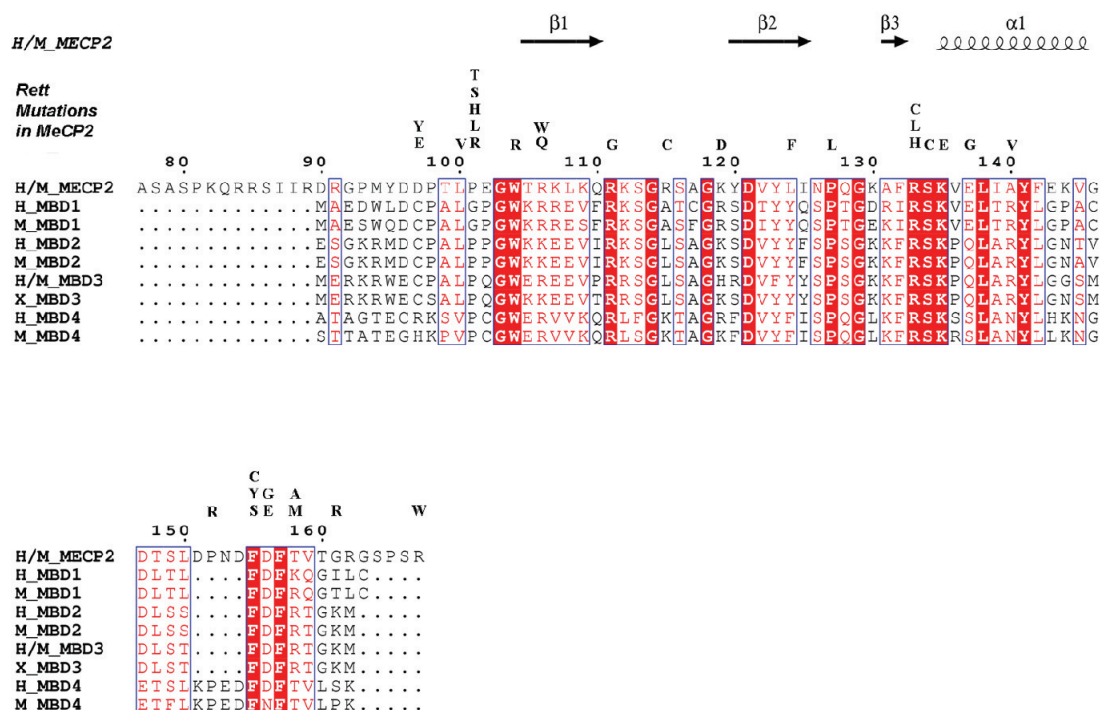 β1 β2 β3 α1
H/M_MECP2
Rett
Mutations
in MeCP2
T
S
H C
Y L W L
E V R R Q G C D F L H C E G V
80 90 100 110 120 130 140
H/M_MECP2 ASASPKQRRSIIRDRGPMYDDPTLPEGWTRKLKQRKSGRSAGKYDVYLINPQGKAFRSKVELIAYFEKVG
H_MBD1 ..............MAEDWLDCPALGPGWKRREVFRKSGATCGRSDTYYQSPTGDRIRSKVELTRYLGPAC
M_MBD1 ..............MAESWQDCPALGPGWKRRESFRKSGASFGRSDIYYQSPTGEKIRSKVELTRYLGPAC
H_MBD2 ..............ESGKRMDCPALPPGWKKEEVIRKSGLSAGKSDVYYFSPSGKKFRSKPQLARYLGNTV
M_MBD2 ..............ESGKRMDCPALPPGWKKEEVIRKSGLSAGKSDVYYFSPSGKKFRSKPQLARYLGNAV
H/M_MBD3 ..............MERKRWECPALPQGWEREEVPRRSGLSAGHRDVFYYSPSGKKFRSKPQLARYLGGSM
X_MBD3 ..............MERKRWECSALPQGWKKEEVTRRSGLSAGKSDVYYYSPSGKKFRSKPQLARYLGNSM
H_MBD4 ..............ATAGTECRKSVPCGWERVVKQRLFGKTAGRFDVYFISPQGLKFRSKSSLANYLHKNG
M_MBD4 ..............STTATEGHKPVPCGWERVVKQRLSGKTAGKFDVYFISPQGLKFRSKRSLANYLLKNG
C
Y G A
R S E M R W
150 160
H/M_MECP2 DTSLDPNDFDFTVTGRGSPSR
H_MBD1 DLTL....FDFKQGILC....
M_MBD1 DLTL....FDFRQGTLC....
H_MBD2 DLSS....FDFRTGKM.....
M_MBD2 DLSS....FDFRTGKM.....
H/M_MBD3 DLST....FDFRTGKM.....
X_MBD3 DLST....FDFRTGKM.....
H_MBD4 ETSLKPEDFDFTVLSK.....
M_MBD4 ETFLKPEDFNFTVLPK.....